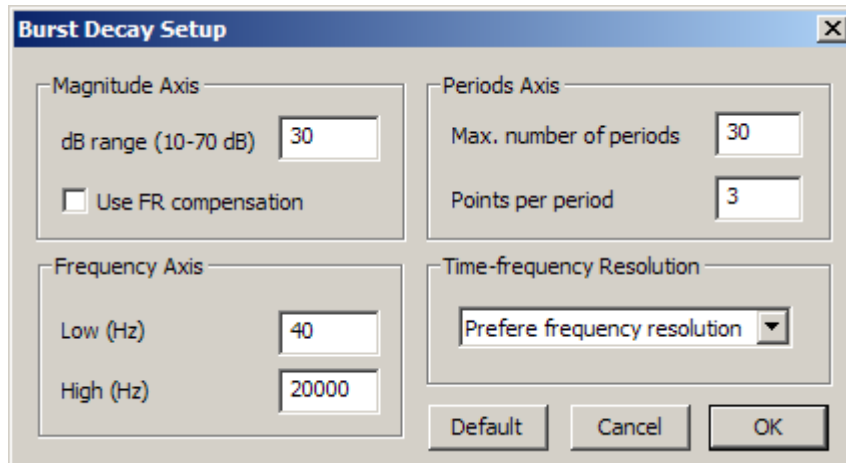 Burst Decay Setup
Magnitude Axis
dB range (10-70 dB) 30
Use FR compensation
Periods Axis
Max. number of periods 30
Points per period 3
Frequency Axis
Low (Hz) 40
High (Hz) 20000
Time-frequency Resolution
Prefere frequency resolution
Default Cancel OK